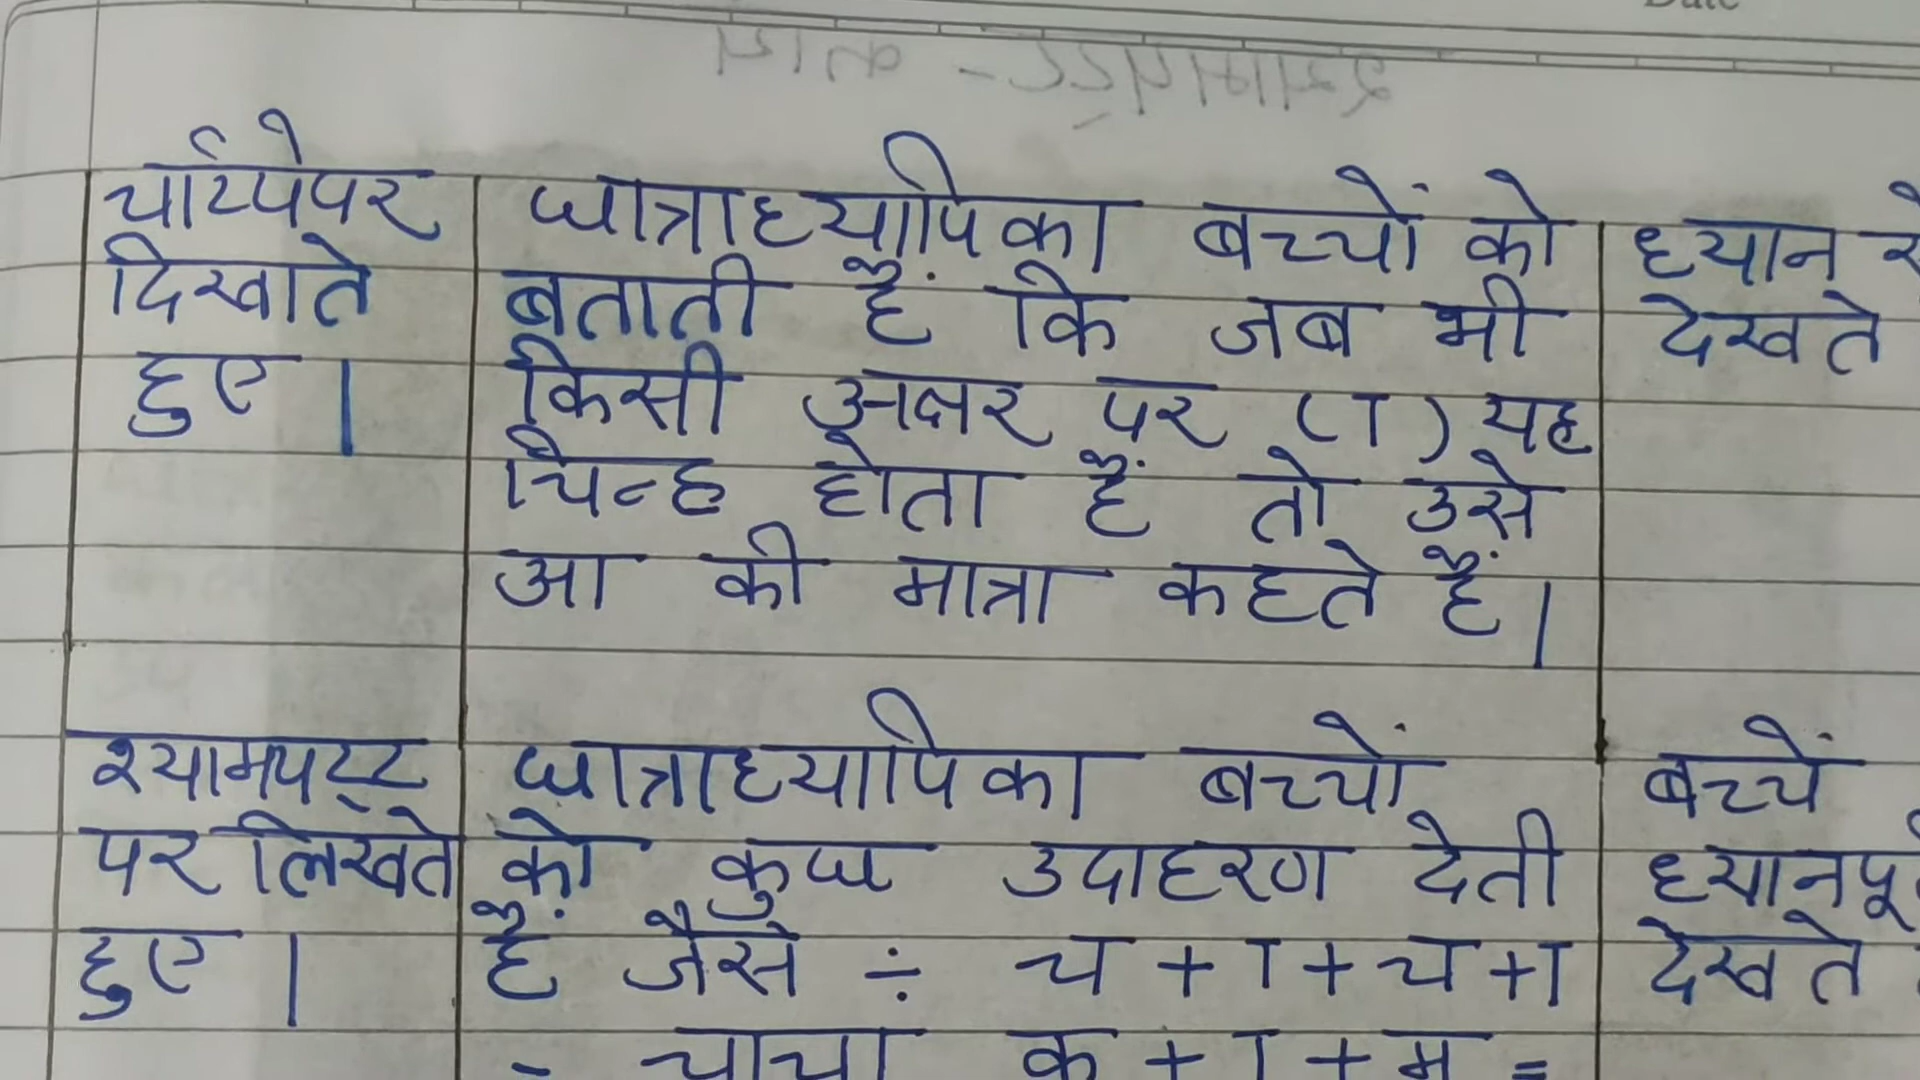 चार्टपेपर
दिखाते
हुए।
छात्राध्यापिका बच्चों को
बताती हैं कि जब भी
किसी अक्षर पर (ा) यह
चिन्ह होता हैं तो उसे
आ की मात्रा कहते हैं।
ध्यान
देखते
श्यामपट्ट
पर लिखते
हुए।
छात्राध्यापिका बच्चों
को कुछ उदाहरण देती
हैं जैसे ÷ च + ा + च + ा
- चाचा क + ा + म =
बच्चें
देखते